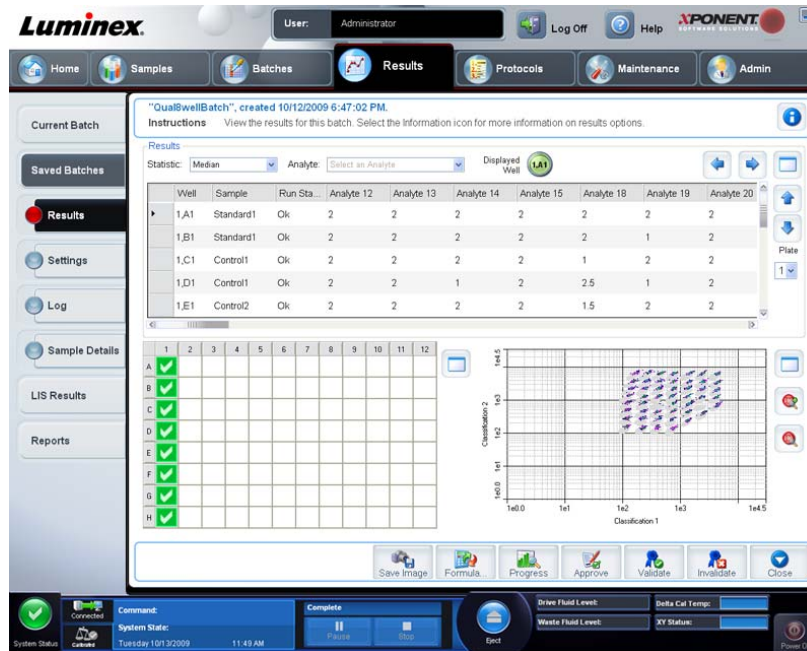 Luminex.
User: Administrator
Log Off
Help
XPONENT
SOFTWARE SOLUTIONS
Home
Samples
Batches
Results
Protocols
Maintenance
Admin
Current Batch
Saved Batches
Results
Settings
Log
Sample Details
LIS Results
Reports
"Qual8wellBatch", created 10/12/2009 6:47:02 PM.
Instructions View the results for this batch. Select the Information icon for more information on results options.
Results
Statistic: Median Analyte: Select an Analyte Displayed Well 1,A1
Well Sample Run Sta... Analyte 12 Analyte 13 Analyte 14 Analyte 15 Analyte 18 Analyte 19 Analyte 20
1,A1 Standard1 Ok 2 2 2 2 2 2 2
1,B1 Standard1 Ok 2 2 2 2 2 1 2
1,C1 Control1 Ok 2 2 2 2 1 2 2
1,D1 Control1 Ok 2 2 1 2 2.5 1 2
1,E1 Control2 Ok 2 2 2 2 1.5 2 2
Plate
1
1 2 3 4 5 6 7 8 9 10 11 12
A
B
C
D
E
F
G
H
Classification 2
1e4.5
1e3
1e2
1e1
1e0.0
1e0.0 1e1 1e2 1e3 1e4.5
Classification 1
Save Image
Formula...
Progress
Approve
Validate
Invalidate
Close
System Status
Connected
Calibrated
Command:
System State:
Tuesday 10/13/2009 11:49 AM
Complete
Pause
Stop
Eject
Drive Fluid Level:
Waste Fluid Level:
Delta Cal Temp:
XY Status: